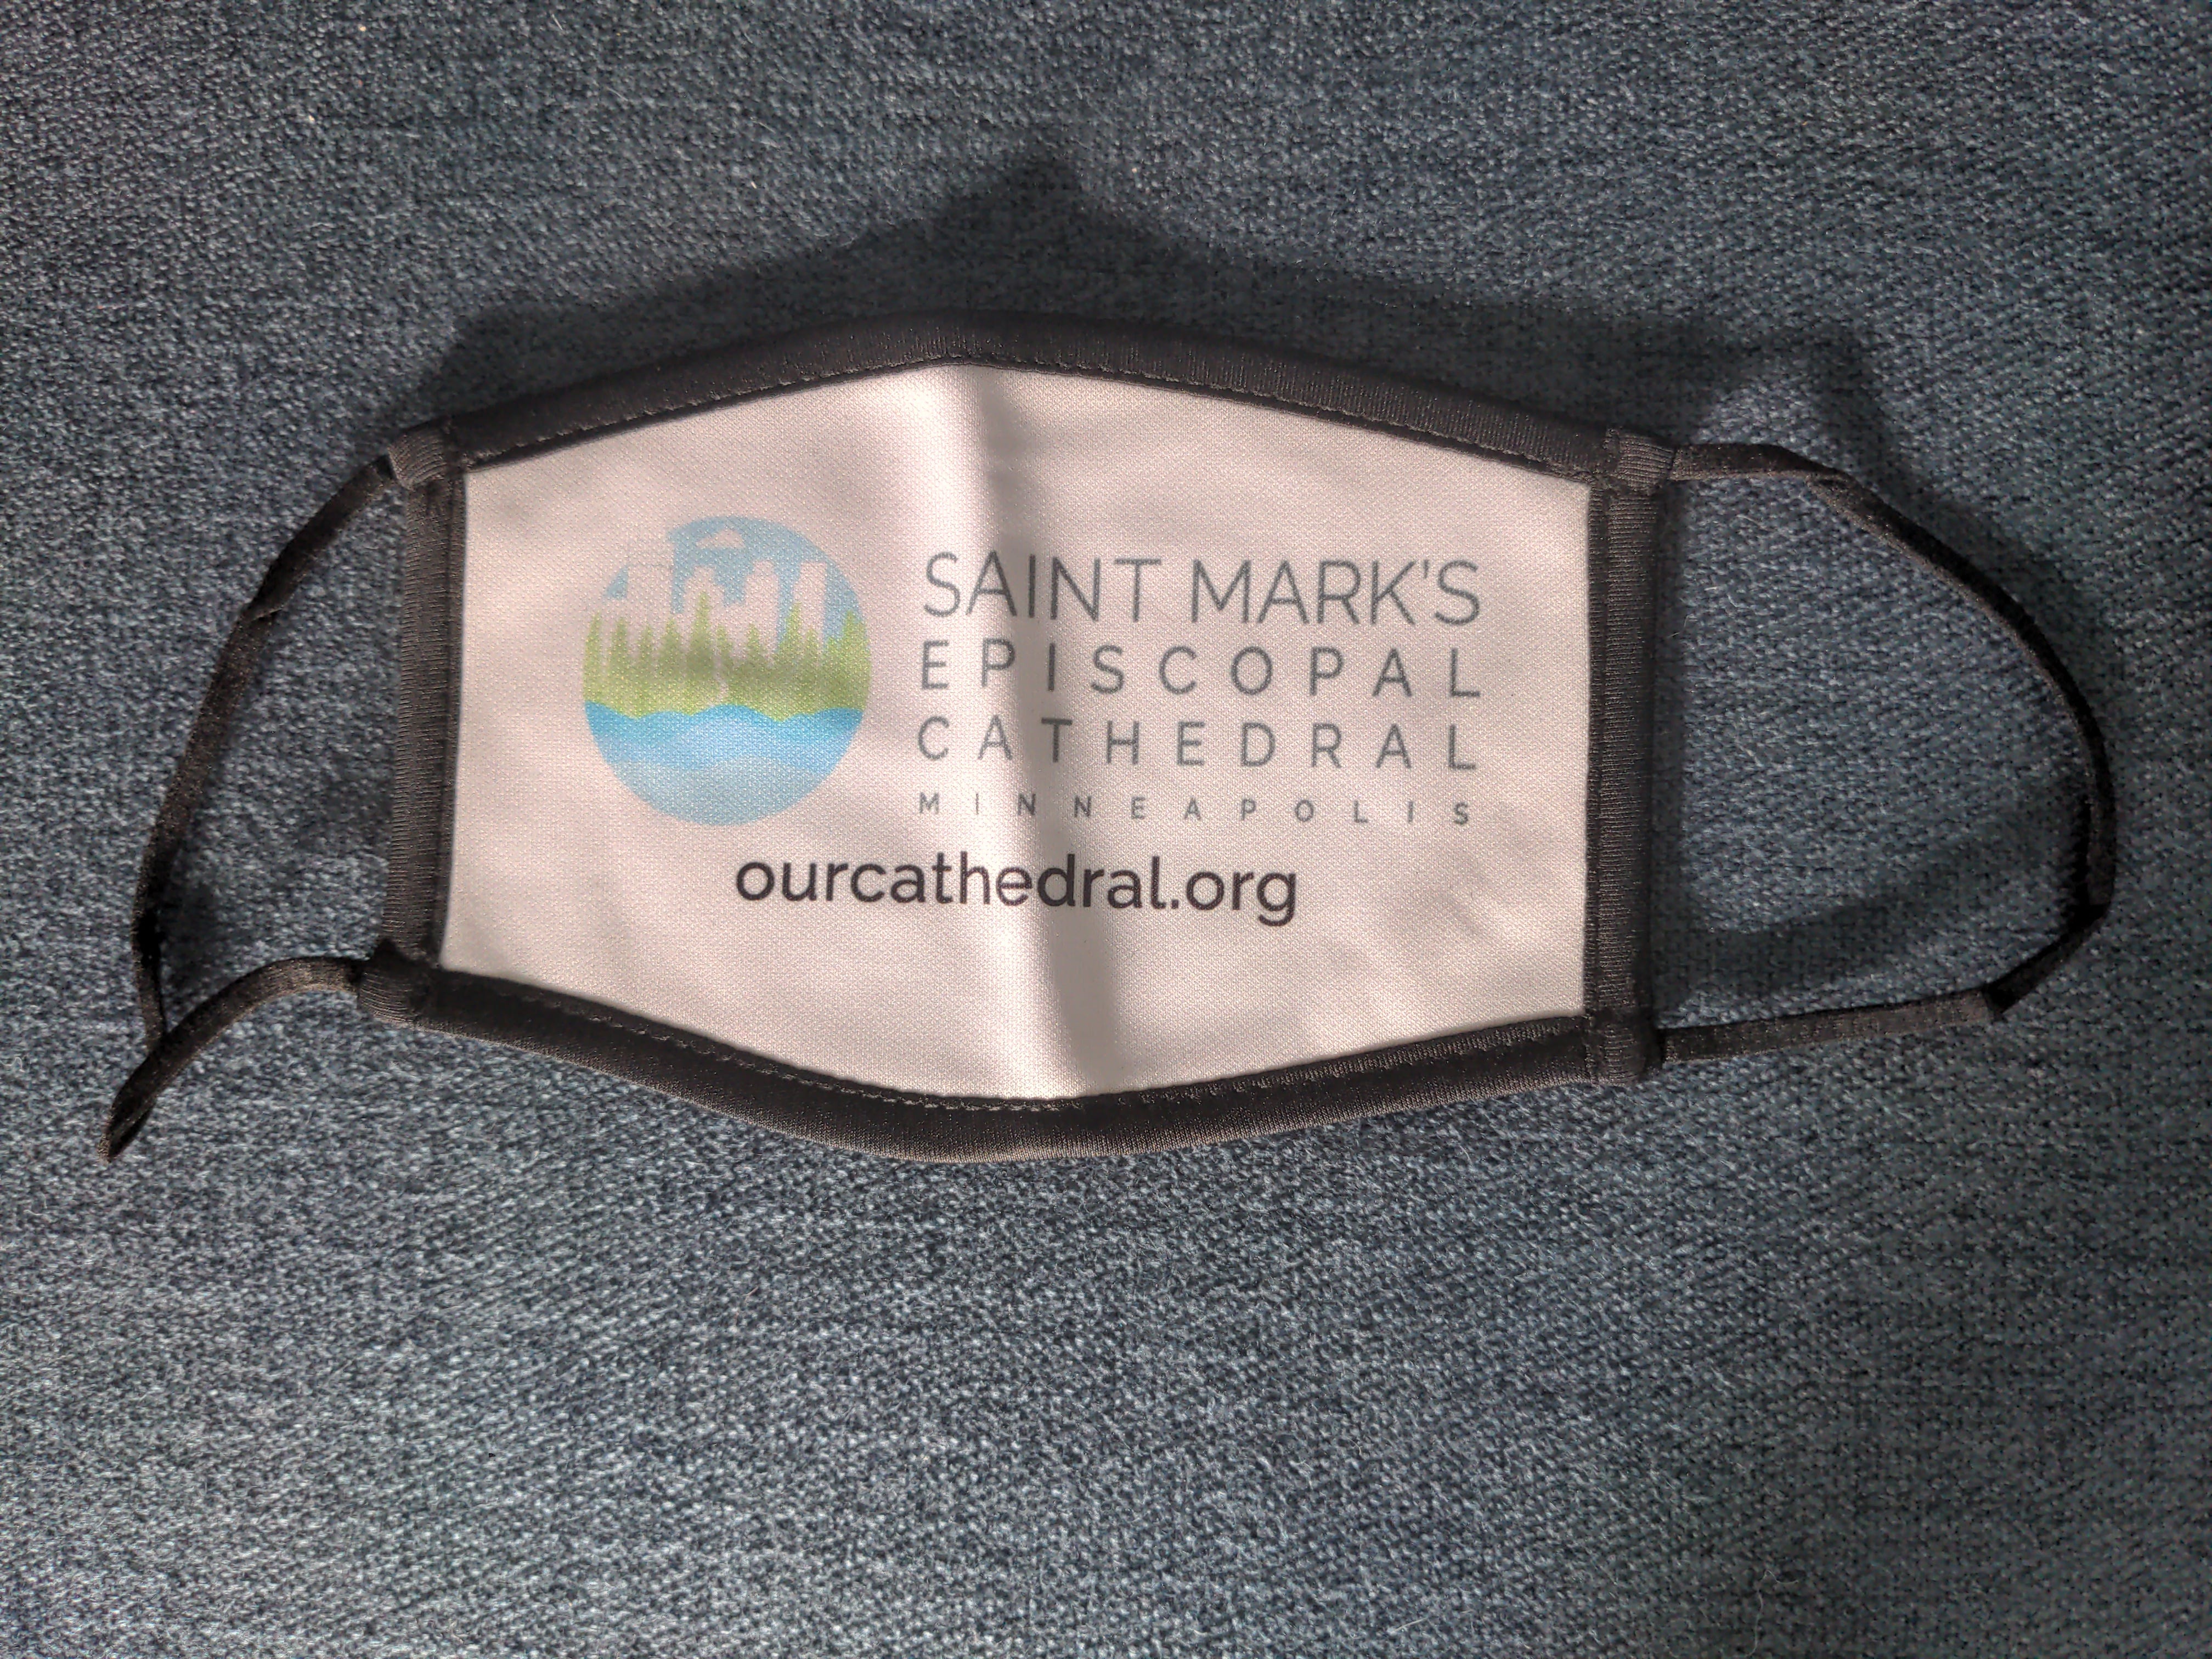 SAINT MARK'S
EPISCOPAL
CATHEDRAL
MINNEAPOLIS
ourcathedral.org